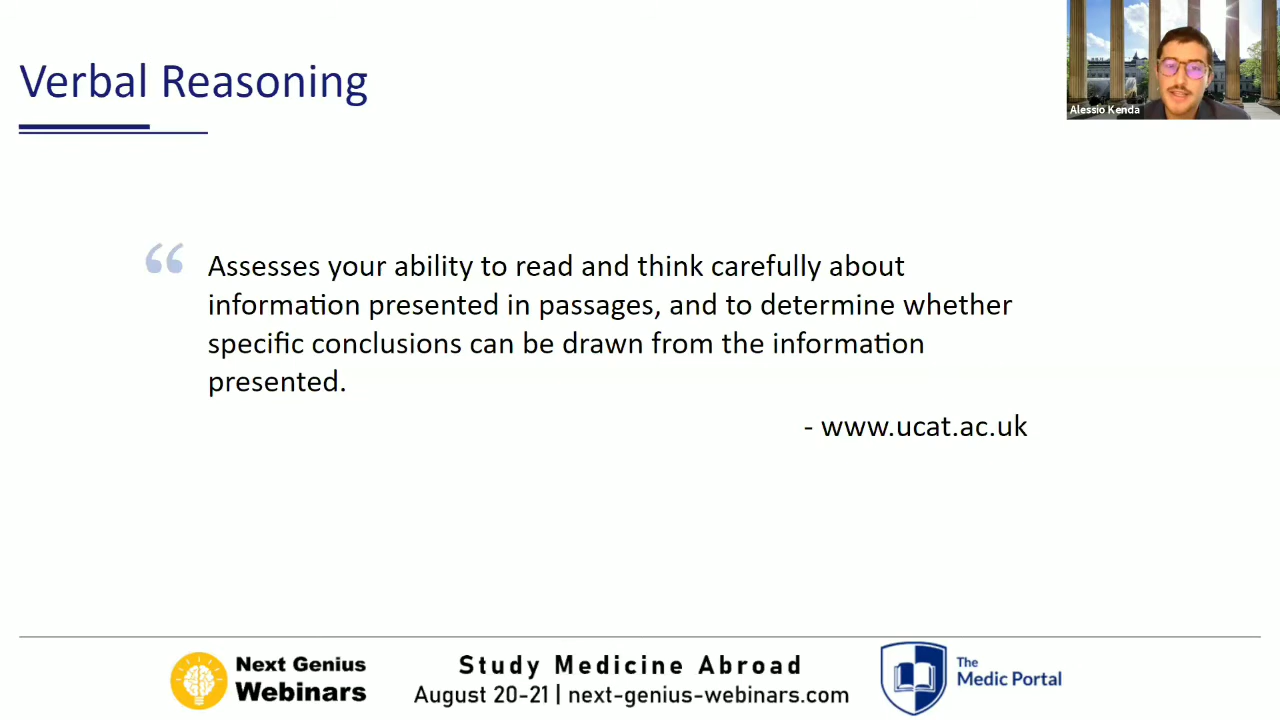 Verbal Reasoning
Alessio Kenda
“
Assesses your ability to read and think carefully about
information presented in passages, and to determine whether
specific conclusions can be drawn from the information
presented.
- www.ucat.ac.uk
Next Genius
Webinars
Study Medicine Abroad
August 20-21 | next-genius-webinars.com
The
Medic Portal